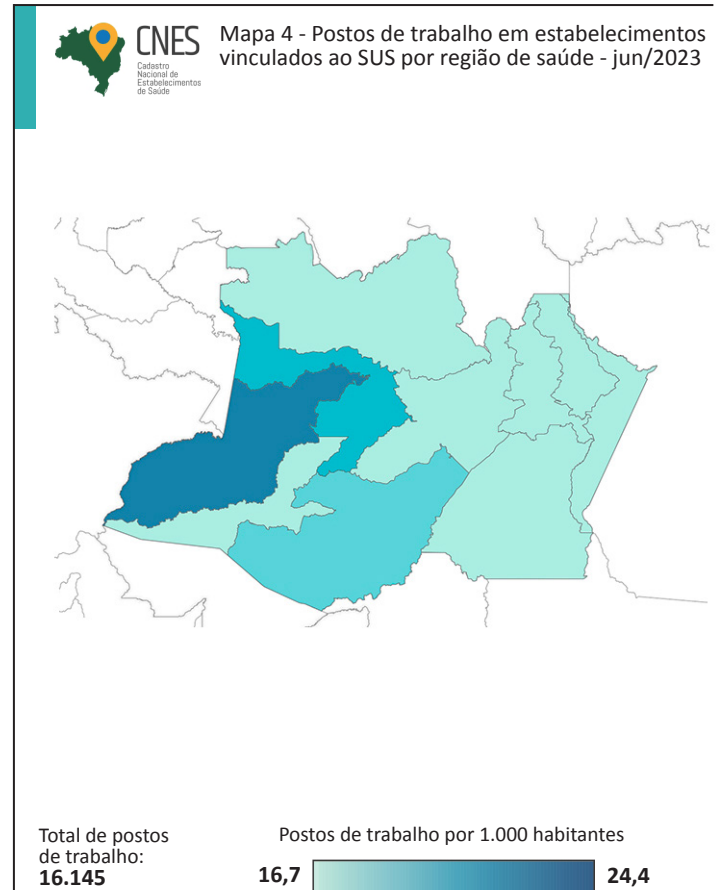 CNES
Cadastro
Nacional de
Estabelecimentos
de Saúde
Mapa 4 - Postos de trabalho em estabelecimentos
vinculados ao SUS por região de saúde - jun/2023
Total de postos
de trabalho:
16.145
Postos de trabalho por 1.000 habitantes
16,7
24,4